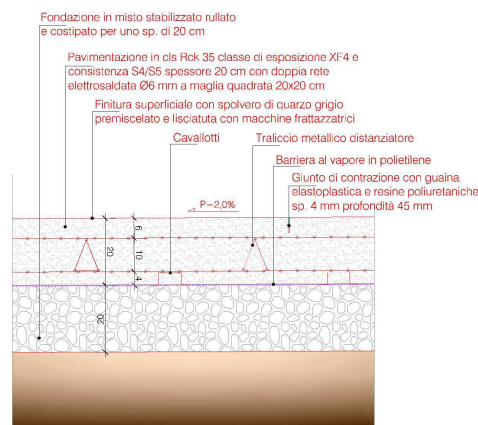 Fondazione in misto stabilizzato rullato
e costipato per uno sp. di 20 cm
Pavimentazione in cls Rck 35 classe di esposizione XF4 e
consistenza S4/S5 spessore 20 cm con doppia rete
elettrosaldata Ø6 mm a maglia quadrata 20x20 cm
Finitura superficiale con spolvero di quarzo grigio
premiscelato e lisciatuta con macchine frattazzatrici
Cavallotti
Traliccio metallico distanziatore
Barriera al vapore in polietilene
Giunto di contrazione con guaina
elastoplastica e resine poliuretaniche
sp. 4 mm profondità 45 mm
P=2,0%
6
20
10
4
20